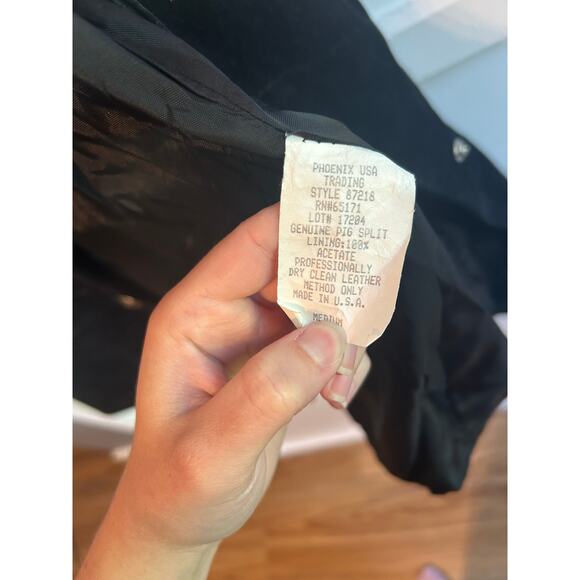 PHOENIX USA
TRADING
STYLE 87218
RN#65171
LOT# 17204
GENUINE PIG SPLIT
LINING:100%
ACETATE
PROFESSIONALLY
DRY CLEAN LEATHER
METHOD ONLY
MADE IN U.S.A.
MEDIUM